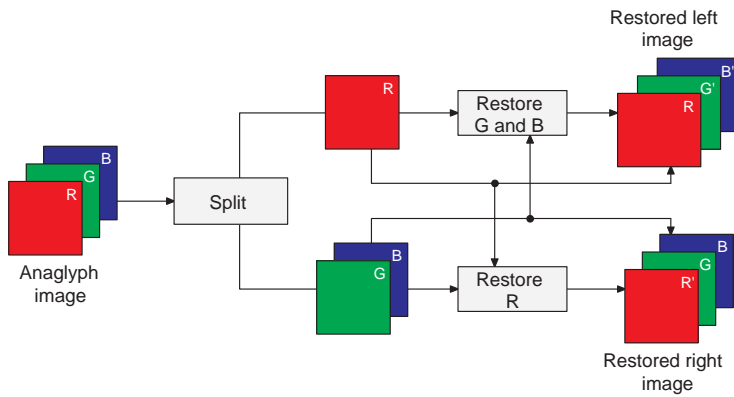 Restored left
image
B'
G'
R
R
Restore
G and B
B
G
R
Split
Anaglyph
image
B
G
Restore
R
B
G
R'
Restored right
image